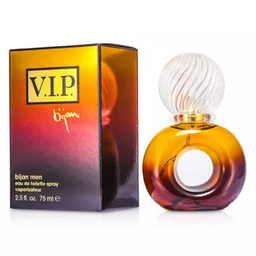 V.I.P.
bijan
bijan men
eau de toilette spray
vaporisateur
2.5 fl. oz. 75 ml ℮